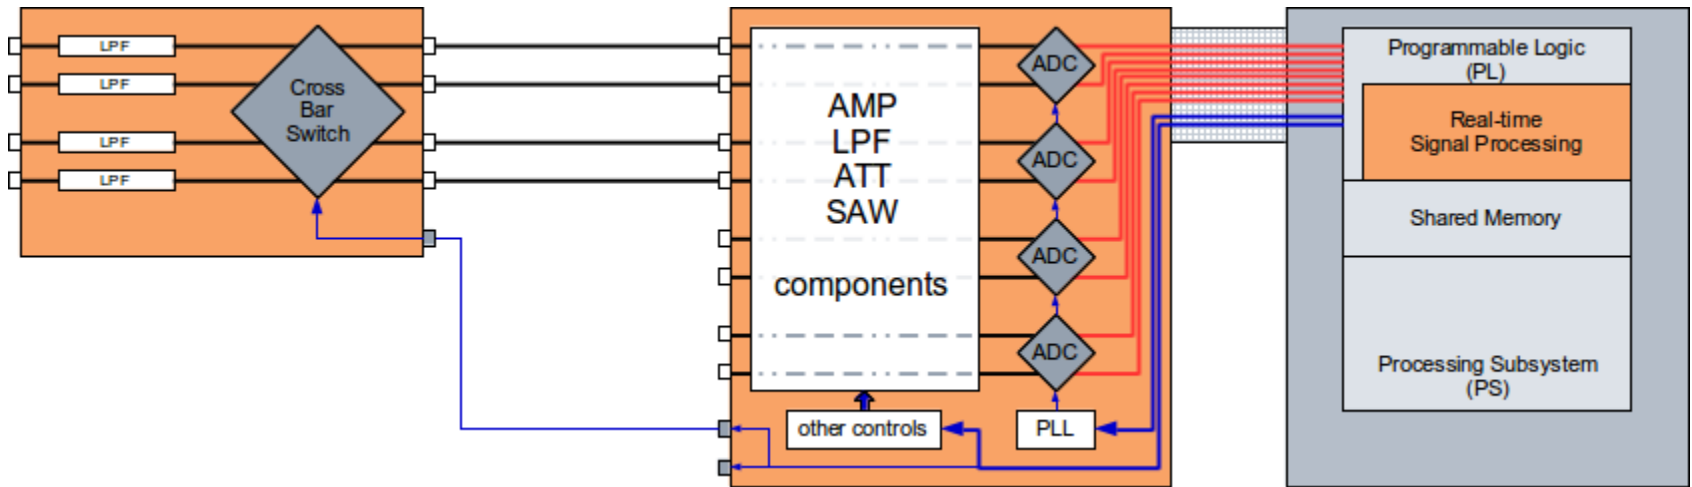 LPF
LPF
LPF
LPF
Cross
Bar
Switch
AMP
LPF
ATT
SAW
components
ADC
ADC
ADC
ADC
other controls
PLL
Programmable Logic
(PL)
Real-time
Signal Processing
Shared Memory
Processing Subsystem
(PS)